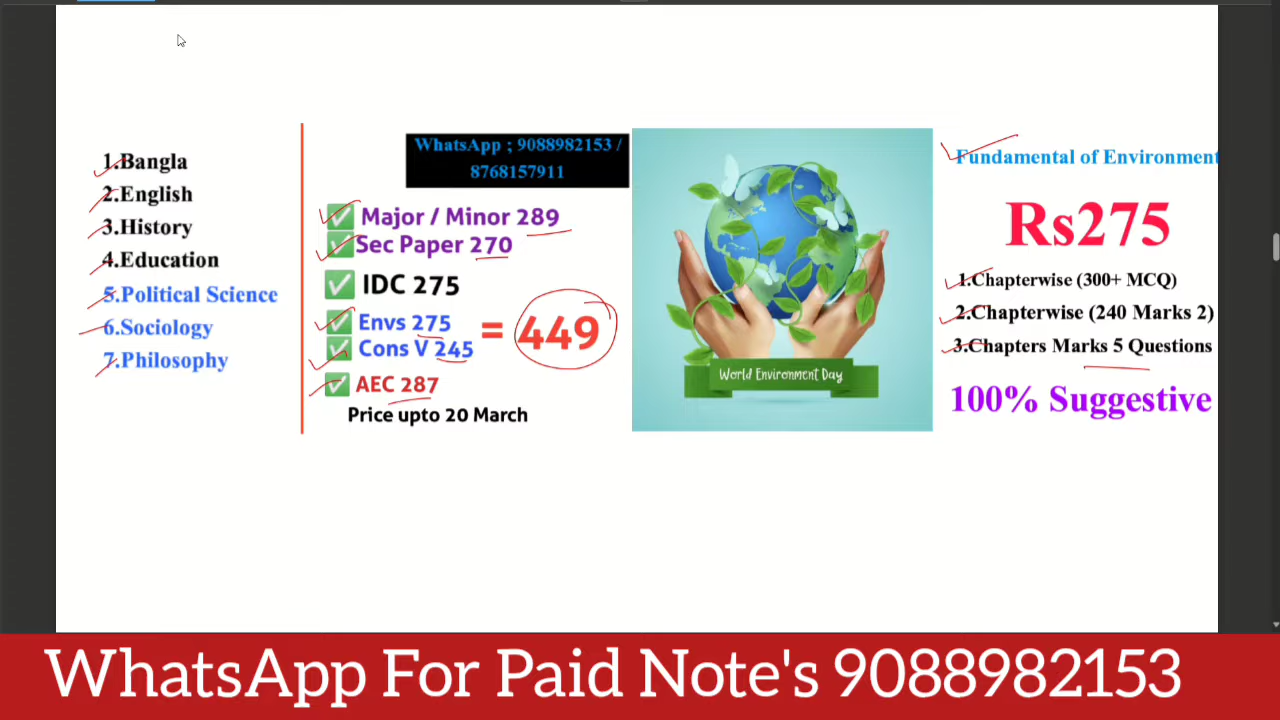 1.Bangla
2.English
3.History
4.Education
5.Political Science
6.Sociology
7.Philosophy
WhatsApp ; 9088982153 /
8768157911
✅ Major / Minor 289
✅ Sec Paper 270
✅ IDC 275
✅ Envs 275
✅ Cons V 245
= 449
✅ AEC 287
Price upto 20 March
World Environment Day
Fundamental of Environment
Rs275
1.Chapterwise (300+ MCQ)
2.Chapterwise (240 Marks 2)
3.Chapters Marks 5 Questions
100% Suggestive
WhatsApp For Paid Note's 9088982153